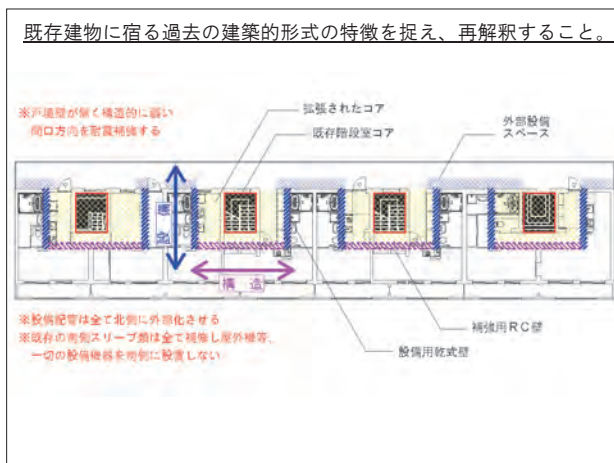 既存建物に宿る過去の建築的形式の特徴を捉え、再解釈すること。
※戸境壁が無く構造的に弱い
間口方向を耐震補強する
拡張されたコア
既存階段室コア
外部設備
スペース
構 造
※設備配管は全て北側に外部化させる
※既存の南側スリーブ類は全て補修し屋外機等、
一切の設備機器を南側に設置しない
補強用RC壁
設備用乾式壁